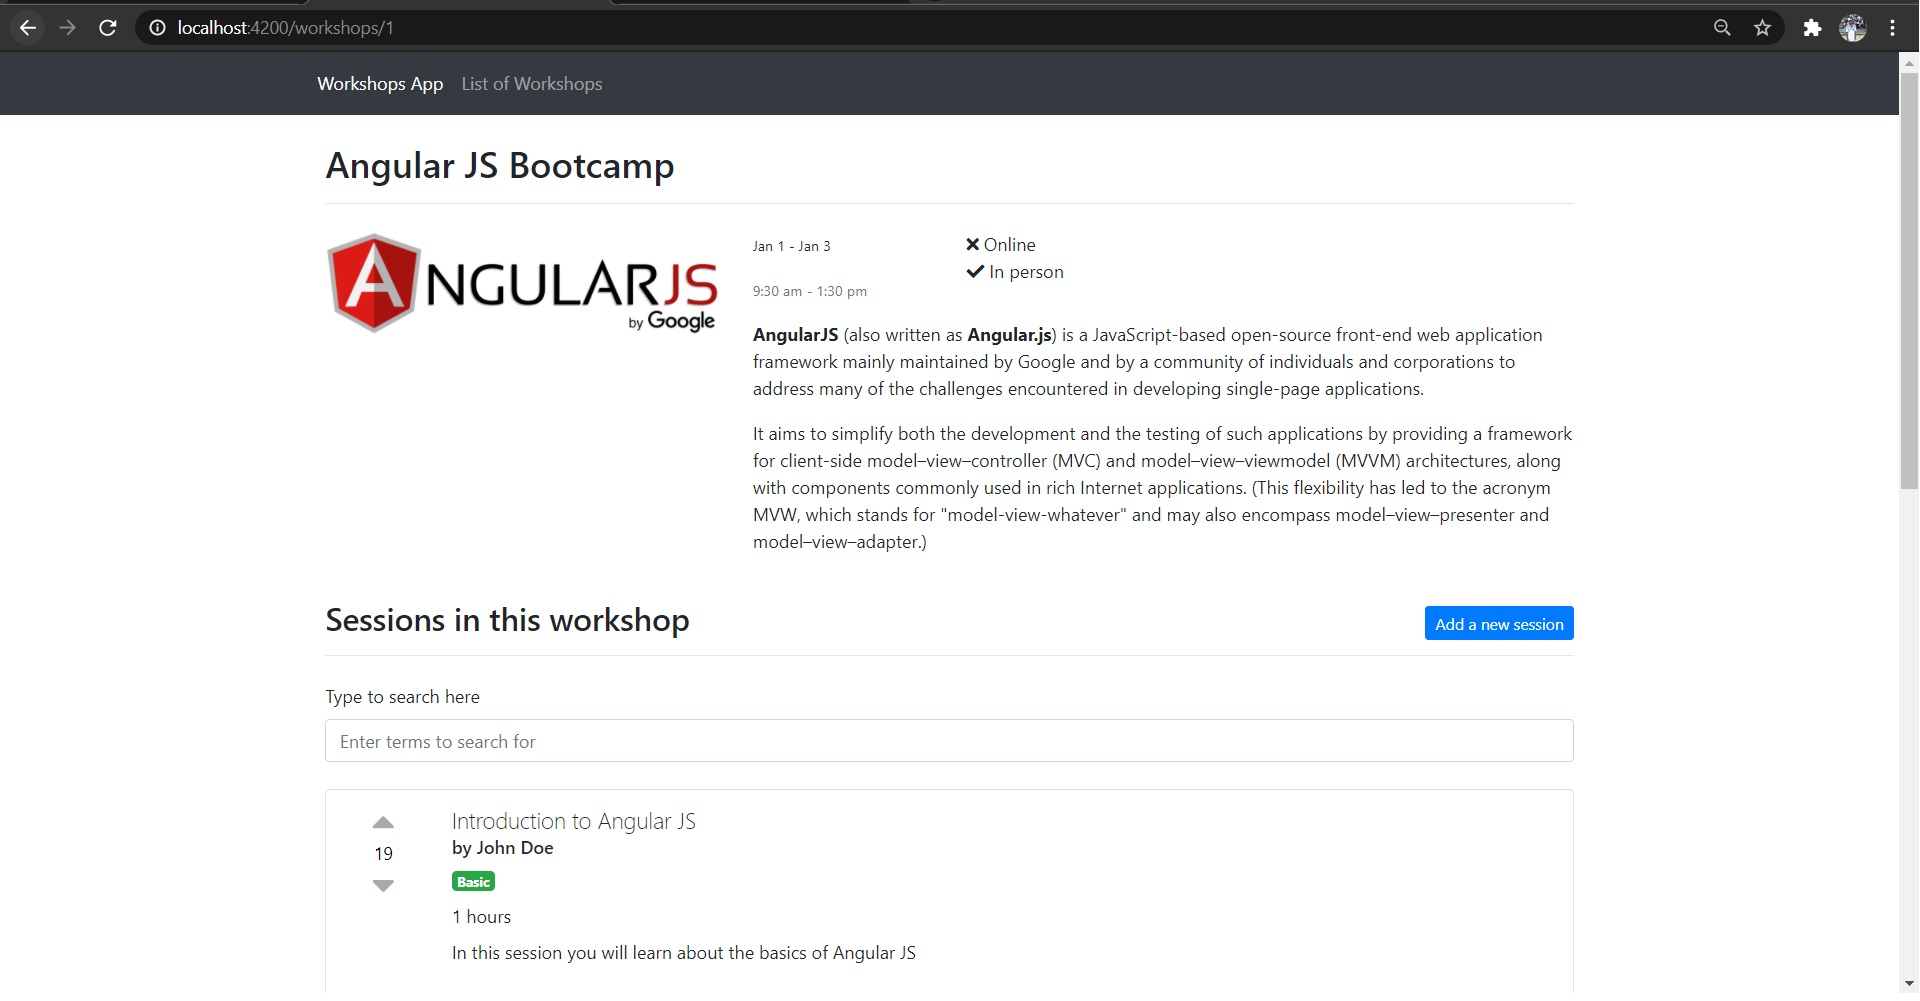 localhost:4200/workshops/1
Workshops App List of Workshops
Angular JS Bootcamp
ANGULARJS
by Google
Jan 1 - Jan 3
9:30 am - 1:30 pm
Online
In person
AngularJS (also written as Angular.js) is a JavaScript-based open-source front-end web application
framework mainly maintained by Google and by a community of individuals and corporations to
address many of the challenges encountered in developing single-page applications.
It aims to simplify both the development and the testing of such applications by providing a framework
for client-side model–view–controller (MVC) and model–view–viewmodel (MVVM) architectures, along
with components commonly used in rich Internet applications. (This flexibility has led to the acronym
MVW, which stands for "model-view-whatever" and may also encompass model–view–presenter and
model–view–adapter.)
Sessions in this workshop
Add a new session
Type to search here
Enter terms to search for
19
Introduction to Angular JS
by John Doe
Basic
1 hours
In this session you will learn about the basics of Angular JS